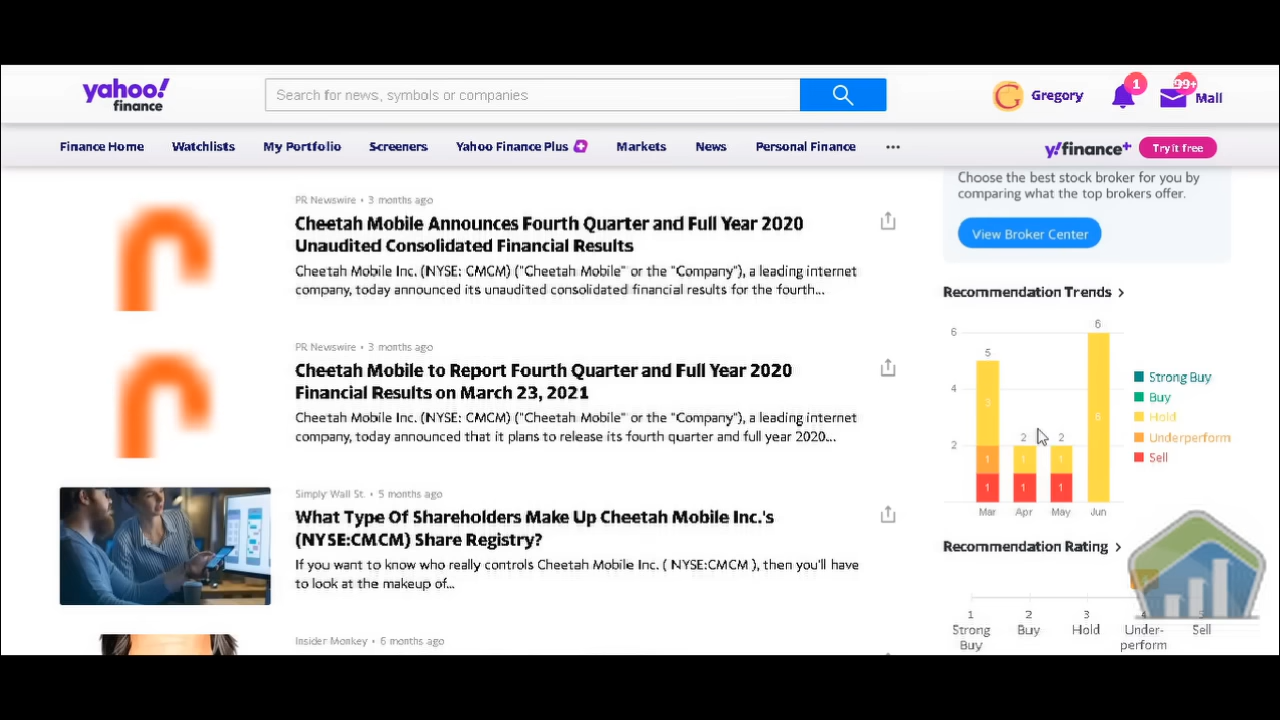 yahoo!
finance
Search for news, symbols or companies
Gregory
1
99+
Mail
Finance Home
Watchlists
My Portfolio
Screeners
Yahoo Finance Plus
Markets
News
Personal Finance
...
y!finance+
Try it free
PR Newswire • 3 months ago
Cheetah Mobile Announces Fourth Quarter and Full Year 2020
Unaudited Consolidated Financial Results
Cheetah Mobile Inc. (NYSE: CMCM) ("Cheetah Mobile" or the "Company"), a leading internet
company, today announced its unaudited consolidated financial results for the fourth...
PR Newswire • 3 months ago
Cheetah Mobile to Report Fourth Quarter and Full Year 2020
Financial Results on March 23, 2021
Cheetah Mobile Inc. (NYSE: CMCM) ("Cheetah Mobile" or the "Company"), a leading internet
company, today announced that it plans to release its fourth quarter and full year 2020...
Simply Wall St. • 5 months ago
What Type Of Shareholders Make Up Cheetah Mobile Inc.'s
(NYSE:CMCM) Share Registry?
If you want to know who really controls Cheetah Mobile Inc. ( NYSE:CMCM ), then you'll have
to look at the makeup of...
Insider Monkey • 6 months ago
Choose the best stock broker for you by
comparing what the top brokers offer.
View Broker Center
Recommendation Trends >
6
4
2
5
3
1
1
2
1
1
2
1
1
6
6
Mar
Apr
May
Jun
Strong Buy
Buy
Hold
Underperform
Sell
Recommendation Rating >
1
2
3
4
5
Strong
Buy
Buy
Hold
Under-
perform
Sell